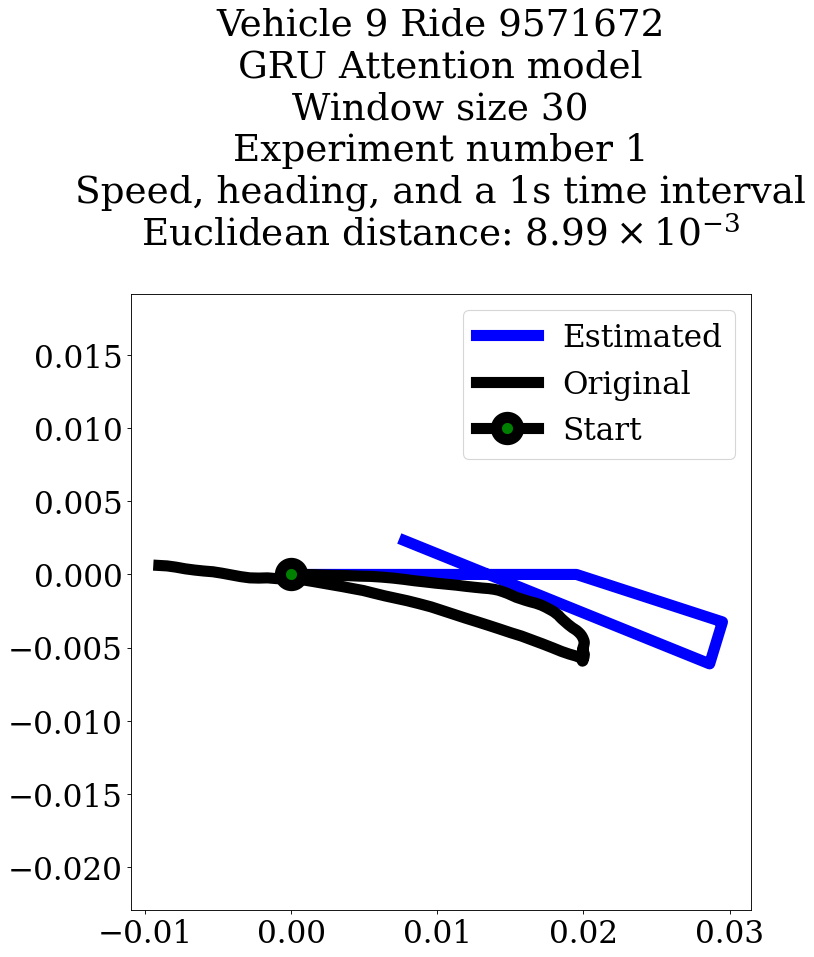 Vehicle 9 Ride 9571672
GRU Attention model
Window size 30
Experiment number 1
Speed, heading, and a 1s time interval
Euclidean distance: 8.99 × 10⁻³
Estimated
Original
Start
0.015
0.010
0.005
0.000
−0.005
−0.010
−0.015
−0.020
−0.01 0.00 0.01 0.02 0.03